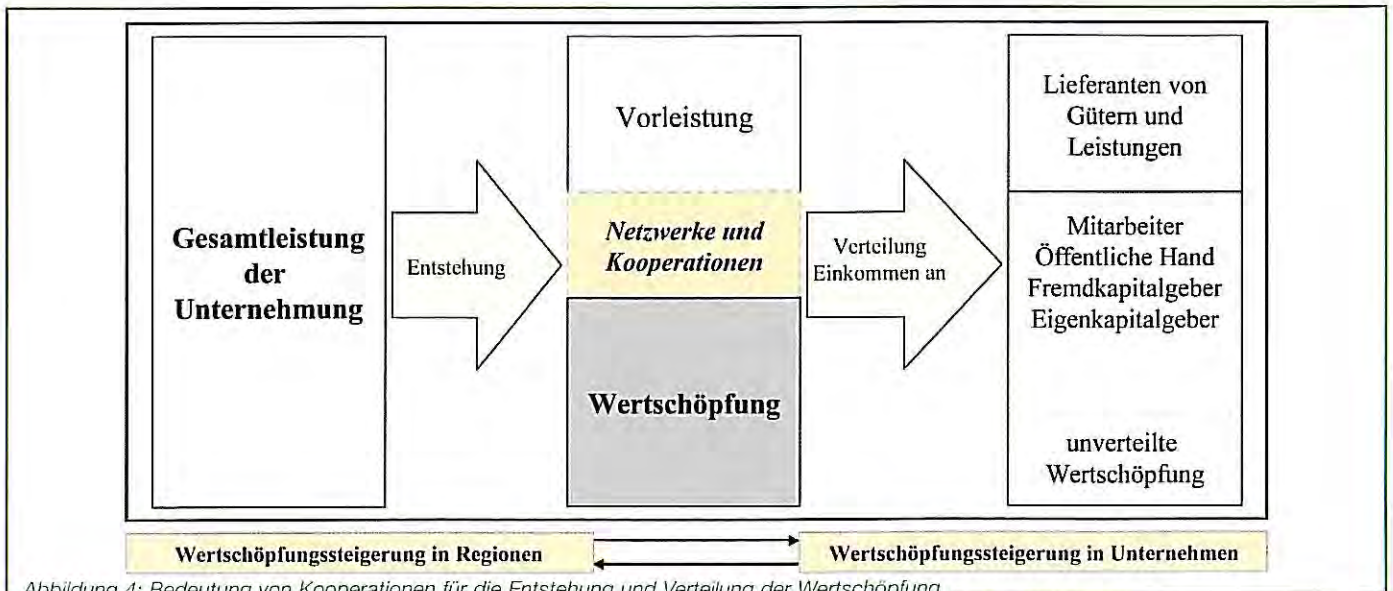 Gesamtleistung
der
Unternehmung
Entstehung
Vorleistung
Netzwerke und
Kooperationen
Wertschöpfung
Verteilung
Einkommen an
Lieferanten von
Gütern und
Leistungen
Mitarbeiter
Öffentliche Hand
Fremdkapitalgeber
Eigenkapitalgeber
unverteilte
Wertschöpfung
Wertschöpfungssteigerung in Regionen
Wertschöpfungssteigerung in Unternehmen
Abbildung 4: Bedeutung von Kooperationen für die Entstehung und Verteilung der Wertschöpfung